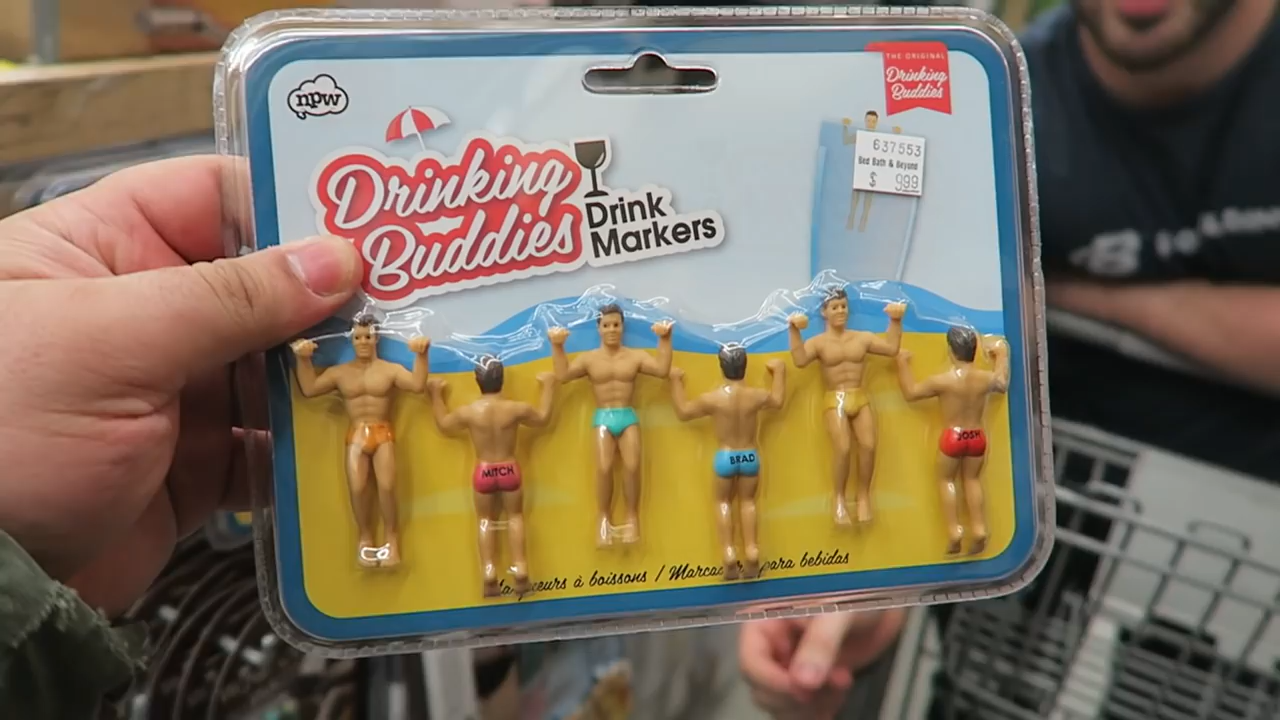 npw
THE ORIGINAL
Drinking
Buddies
637553
Bed Bath & Beyond
$ 999
Drinking
Buddies
Drink
Markers
MITCH
BRAD
JOSH
à boissons / para bebidas